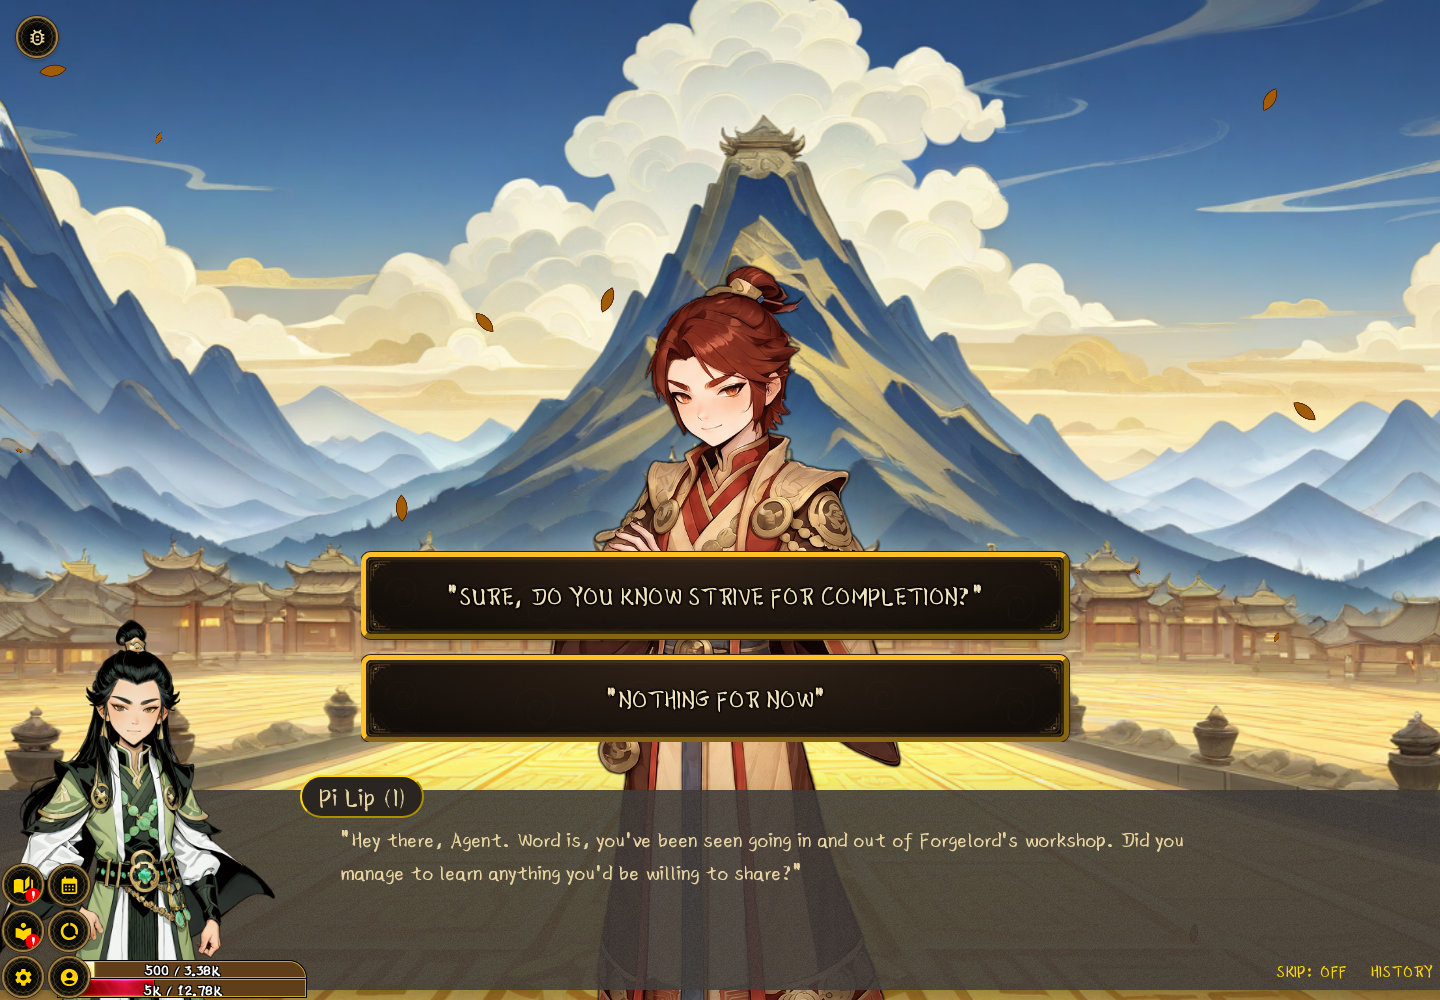 "SURE, DO YOU KNOW STRIVE FOR COMPLETION?"
"NOTHING FOR NOW"
Pi Lip (1)
"Hey there, Agent. Word is, you've been seen going in and out of Forgelord's workshop. Did you
manage to learn anything you'd be willing to share?"
500 / 3.38K
5K / 12.78K
SKIP: OFF HISTORY